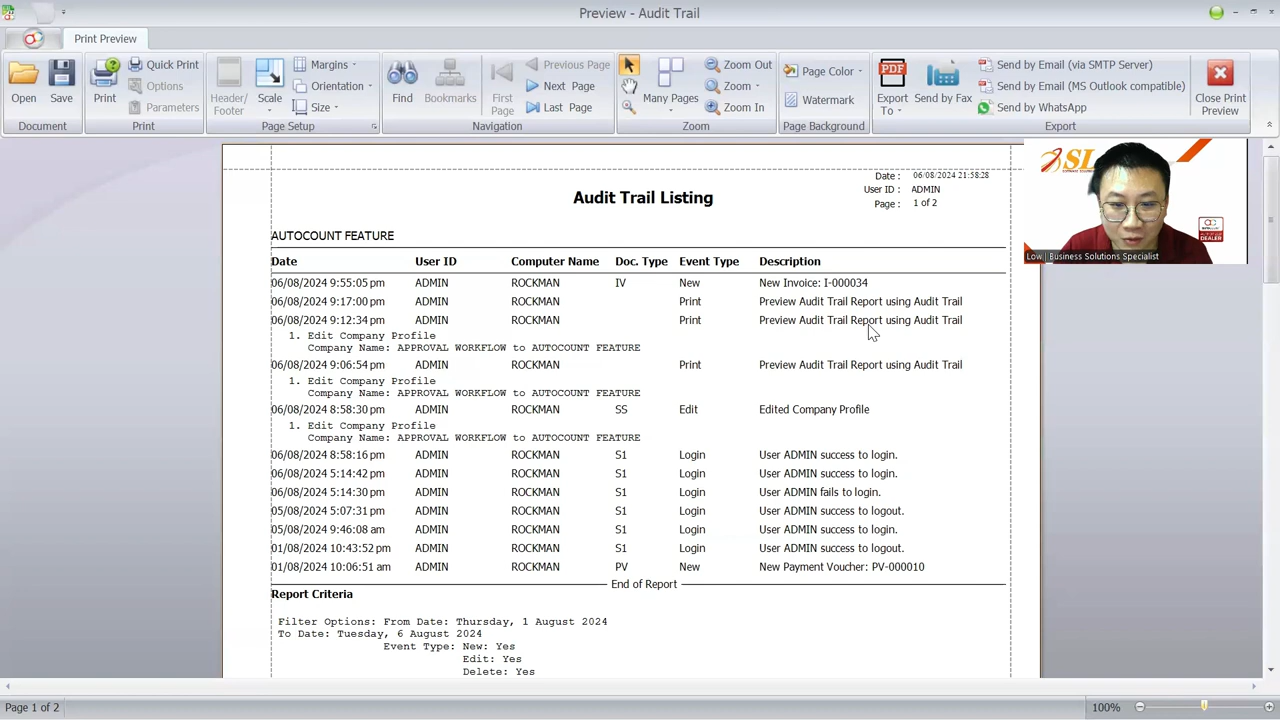 Preview - Audit Trail
Print Preview
Open
Save
Document
Print
Quick Print
Options
Parameters
Print
Header/
Footer
Scale
Margins
Orientation
Size
Page Setup
Find
Bookmarks
First
Page
Previous Page
Next Page
Last Page
Navigation
Many Pages
Zoom Out
Zoom
Zoom In
Zoom
Page Color
Watermark
Page Background
PDF
Export
To
Send by Fax
Send by Email (via SMTP Server)
Send by Email (MS Outlook compatible)
Send by WhatsApp
Export
Close Print
Preview
SL
Low | Business Solutions Specialist
Date : 06/08/2024 21:58:28
User ID : ADMIN
Page : 1 of 2
Audit Trail Listing
AUTOCOUNT FEATURE
Date User ID Computer Name Doc. Type Event Type Description
06/08/2024 9:55:05 pm ADMIN ROCKMAN IV New New Invoice: I-000034
06/08/2024 9:17:00 pm ADMIN ROCKMAN Print Preview Audit Trail Report using Audit Trail
06/08/2024 9:12:34 pm ADMIN ROCKMAN Print Preview Audit Trail Report using Audit Trail
1. Edit Company Profile
Company Name: APPROVAL WORKFLOW to AUTOCOUNT FEATURE
06/08/2024 9:06:54 pm ADMIN ROCKMAN Print Preview Audit Trail Report using Audit Trail
1. Edit Company Profile
Company Name: APPROVAL WORKFLOW to AUTOCOUNT FEATURE
06/08/2024 8:58:30 pm ADMIN ROCKMAN SS Edit Edited Company Profile
1. Edit Company Profile
Company Name: APPROVAL WORKFLOW to AUTOCOUNT FEATURE
06/08/2024 8:58:16 pm ADMIN ROCKMAN S1 Login User ADMIN success to login.
06/08/2024 5:14:42 pm ADMIN ROCKMAN S1 Login User ADMIN success to login.
06/08/2024 5:14:30 pm ADMIN ROCKMAN S1 Login User ADMIN fails to login.
05/08/2024 5:07:31 pm ADMIN ROCKMAN S1 Login User ADMIN success to logout.
05/08/2024 9:46:08 am ADMIN ROCKMAN S1 Login User ADMIN success to login.
01/08/2024 10:43:52 pm ADMIN ROCKMAN S1 Login User ADMIN success to logout.
01/08/2024 10:06:51 am ADMIN ROCKMAN PV New New Payment Voucher: PV-000010
End of Report
Report Criteria
Filter Options: From Date: Thursday, 1 August 2024
To Date: Tuesday, 6 August 2024
Event Type: New: Yes
Edit: Yes
Delete: Yes
Page 1 of 2
100%